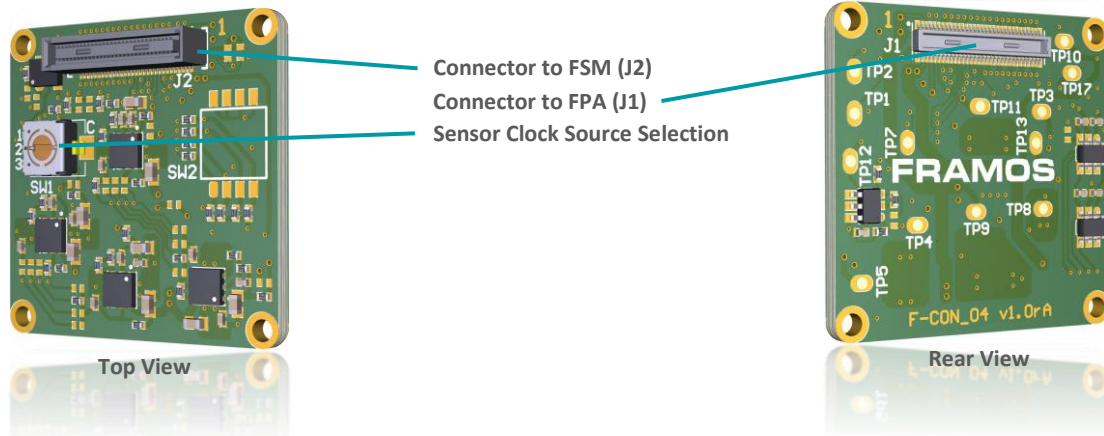 1
J2
1
2
3
C
SW1
SW2
Top View
Connector to FSM (J2)
Connector to FPA (J1)
Sensor Clock Source Selection
1
J1
TP10
TP2
TP17
TP1
TP11
TP3
TP7
TP13
TP12
FRAMOS
TP8
TP4
TP9
TP5
F-CON_04 v1.0rA
Rear View